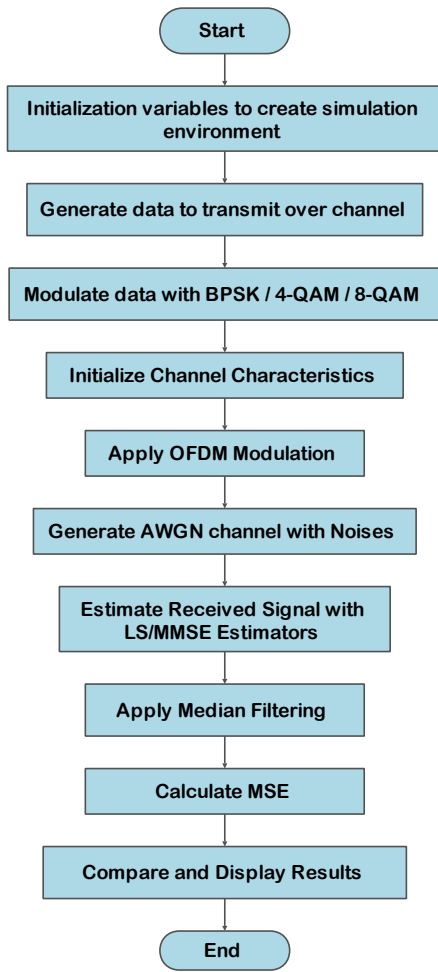 Start
Initialization variables to create simulation
environment
Generate data to transmit over channel
Modulate data with BPSK / 4-QAM / 8-QAM
Initialize Channel Characteristics
Apply OFDM Modulation
Generate AWGN channel with Noises
Estimate Received Signal with
LS/MMSE Estimators
Apply Median Filtering
Calculate MSE
Compare and Display Results
End